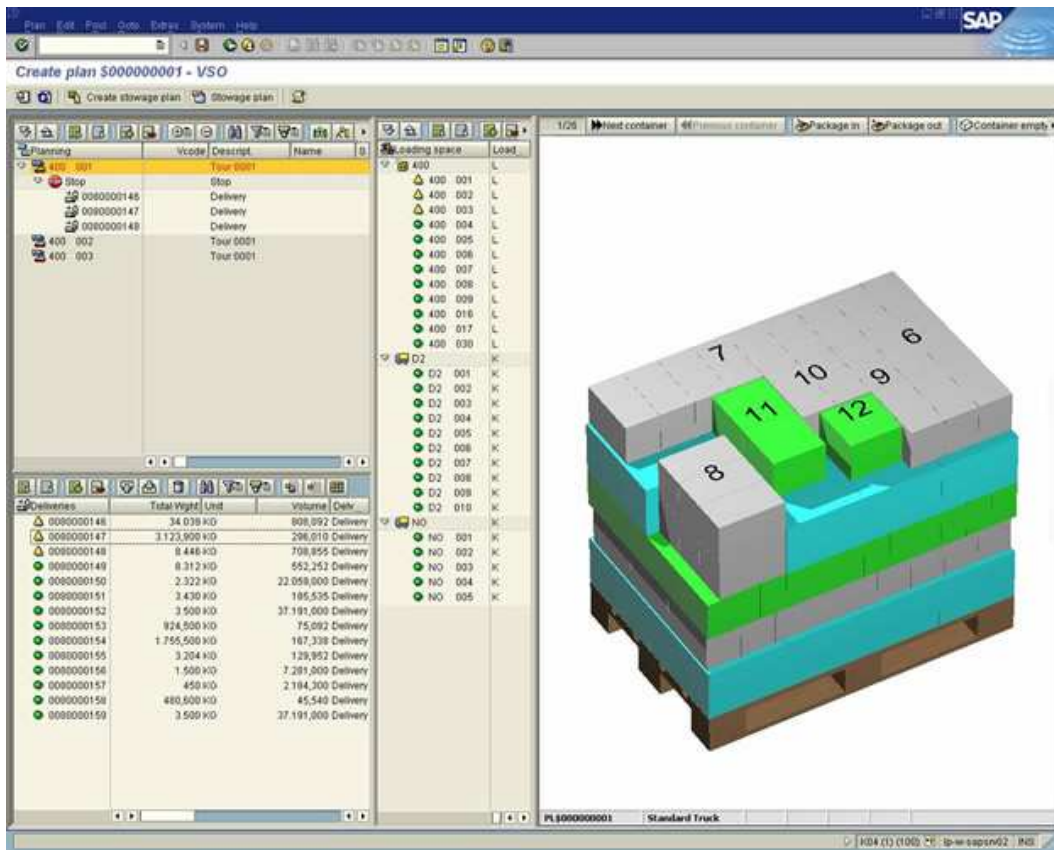 Plan Edit Post Goto Extras System Help
SAP
Create plan $000000001 - VSO
Create stowage plan Stowage plan
1/26 Next container Previous container Package in Package out Container empty
Planning Vcode Descript. Name
400 001 Tour 0001
Stop Stop
0080000146 Delivery
0080000147 Delivery
0080000148 Delivery
400 002 Tour 0001
400 003 Tour 0001
Loading space Load_
400 L
400 001 L
400 002 L
400 003 L
400 004 L
400 005 L
400 006 L
400 007 L
400 008 L
400 009 L
400 016 L
400 017 L
400 030 L
D2 K
D2 001 K
D2 002 K
D2 003 K
D2 004 K
D2 005 K
D2 006 K
D2 007 K
D2 008 K
D2 009 K
D2 010 K
NO K
NO 001 K
NO 002 K
NO 003 K
NO 004 K
NO 005 K
Deliveries Total Wght Unit Volume Delv
0080000146 34.038 KG 808,092 Delivery
0080000147 3.123,900 KG 296,010 Delivery
0080000148 8.446 KG 708,855 Delivery
0080000149 8.312 KG 552,252 Delivery
0080000150 2.322 KG 22.059,000 Delivery
0080000151 3.430 KG 185,535 Delivery
0080000152 3.500 KG 37.191,000 Delivery
0080000153 924,500 KG 75,092 Delivery
0080000154 1.755,500 KG 167,338 Delivery
0080000155 3.204 KG 129,952 Delivery
0080000156 1.500 KG 7.281,000 Delivery
0080000157 450 KG 2.184,300 Delivery
0080000158 480,600 KG 45,540 Delivery
0080000159 3.500 KG 37.191,000 Delivery
6
7
10
9
11
12
8
PL$000000001 Standard Truck
K04 (1) (100) lp-w-sapsrv02 INS